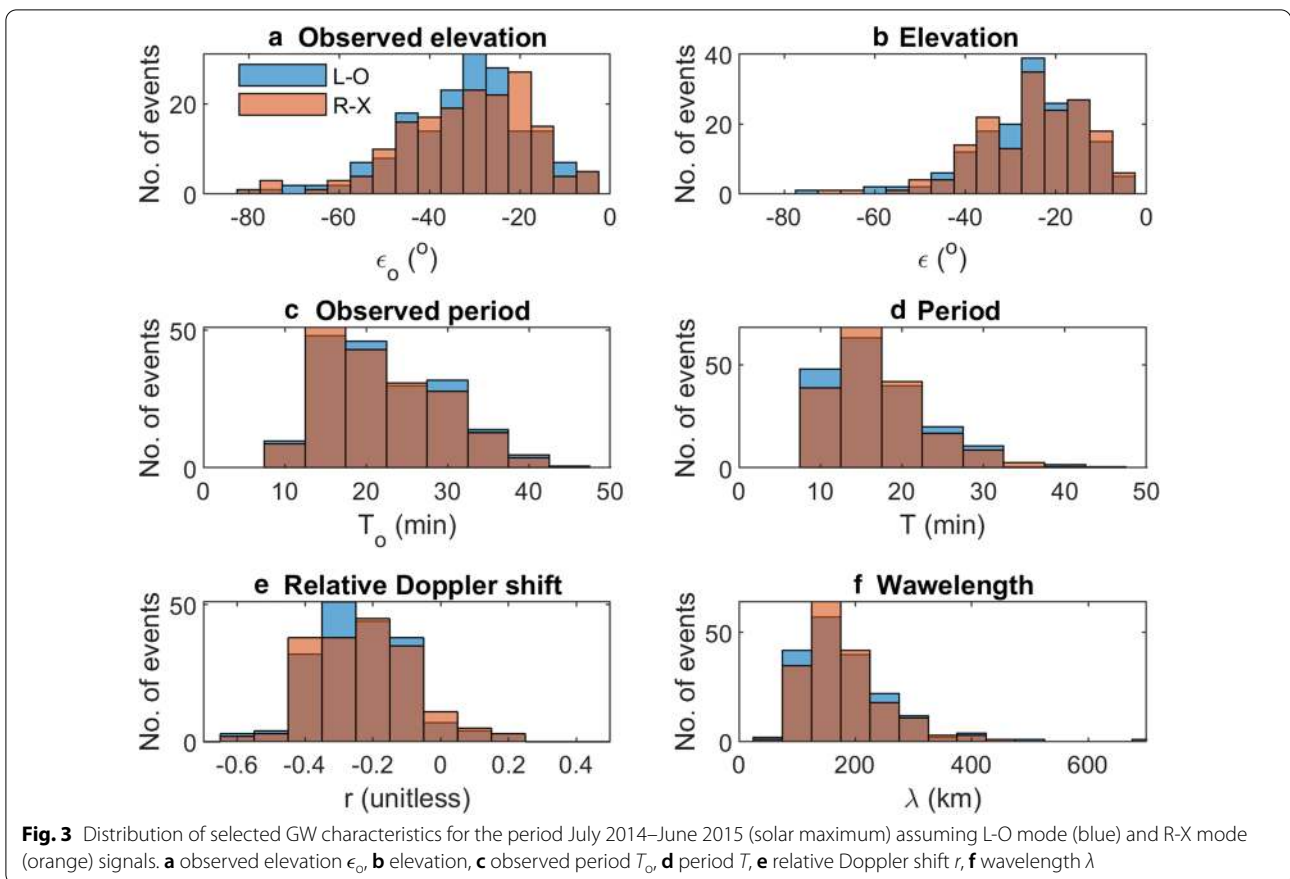 a Observed elevation
No. of events
20
0
L-O
R-X
-80 -60 -40 -20 0
ϵo (o)
b Elevation
No. of events
40
20
0
-80 -60 -40 -20 0
ϵ (o)
c Observed period
No. of events
50
0
0 10 20 30 40 50
To (min)
d Period
No. of events
50
0
0 10 20 30 40 50
T (min)
e Relative Doppler shift
No. of events
50
0
-0.6 -0.4 -0.2 0 0.2 0.4
r (unitless)
f Wawelength
No. of events
50
0
0 200 400 600
λ (km)
Fig. 3 Distribution of selected GW characteristics for the period July 2014–June 2015 (solar maximum) assuming L-O mode (blue) and R-X mode
(orange) signals. a observed elevation ϵo, b elevation, c observed period To, d period T, e relative Doppler shift r, f wavelength λ